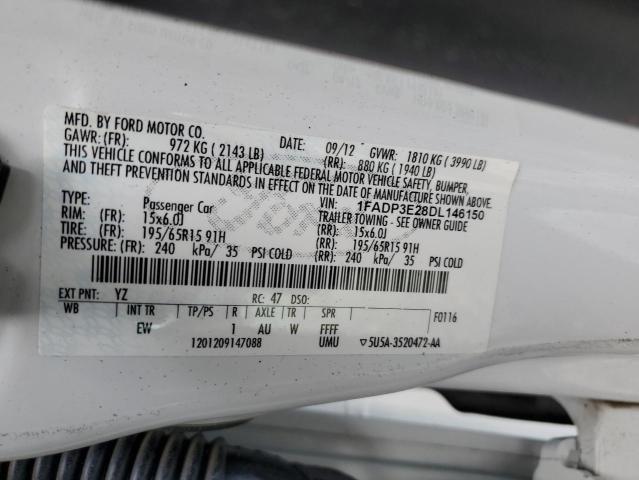 MFD. BY FORD MOTOR CO.
DATE: 09/12 GVWR: 1810 KG ( 3990 LB)
GAWR: (FR): 972 KG ( 2143 LB) (RR): 880 KG ( 1940 LB)
THIS VEHICLE CONFORMS TO ALL APPLICABLE FEDERAL MOTOR VEHICLE SAFETY, BUMPER,
AND THEFT PREVENTION STANDARDS IN EFFECT ON THE DATE OF MANUFACTURE SHOWN ABOVE.
VIN: 1FADP3E28DL146150
TYPE: Passenger Car TRAILER TOWING - SEE OWNER GUIDE
RIM: (FR): 15x6.0J (RR): 15x6.0J
TIRE: (FR): 195/65R15 91H (RR): 195/65R15 91H
PRESSURE: (FR): 240 kPa/ 35 PSI COLD (RR): 240 kPa/ 35 PSI COLD
EXT PNT: YZ RC: 47 DSO: F0116
WB INT TR TP/PS R AXLE TR SPR
EW 1 AU W FFFF
1201209147088 UMU ▽5U5A-3520472-AA
Ford